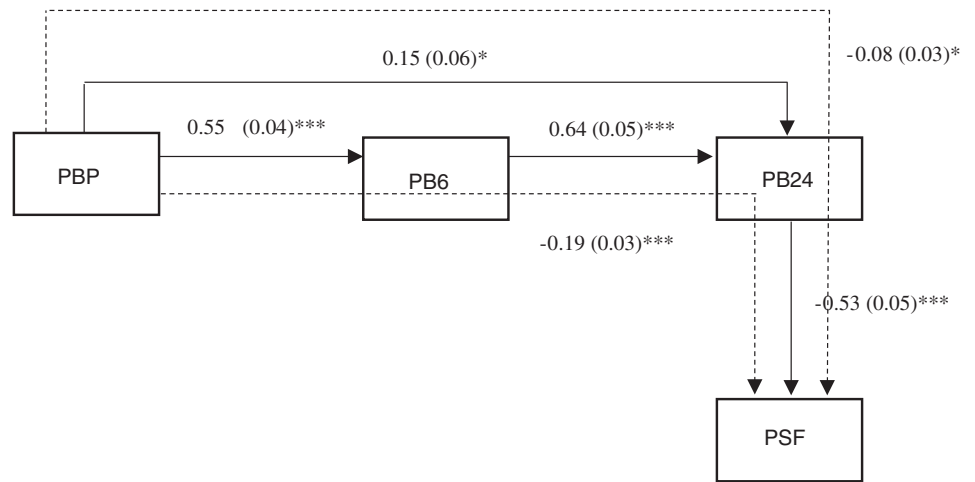 0.15 (0.06)*
-0.08 (0.03)*
0.55 (0.04)***
0.64 (0.05)***
PBP
PB6
PB24
-0.19 (0.03)***
-0.53 (0.05)***
PSF